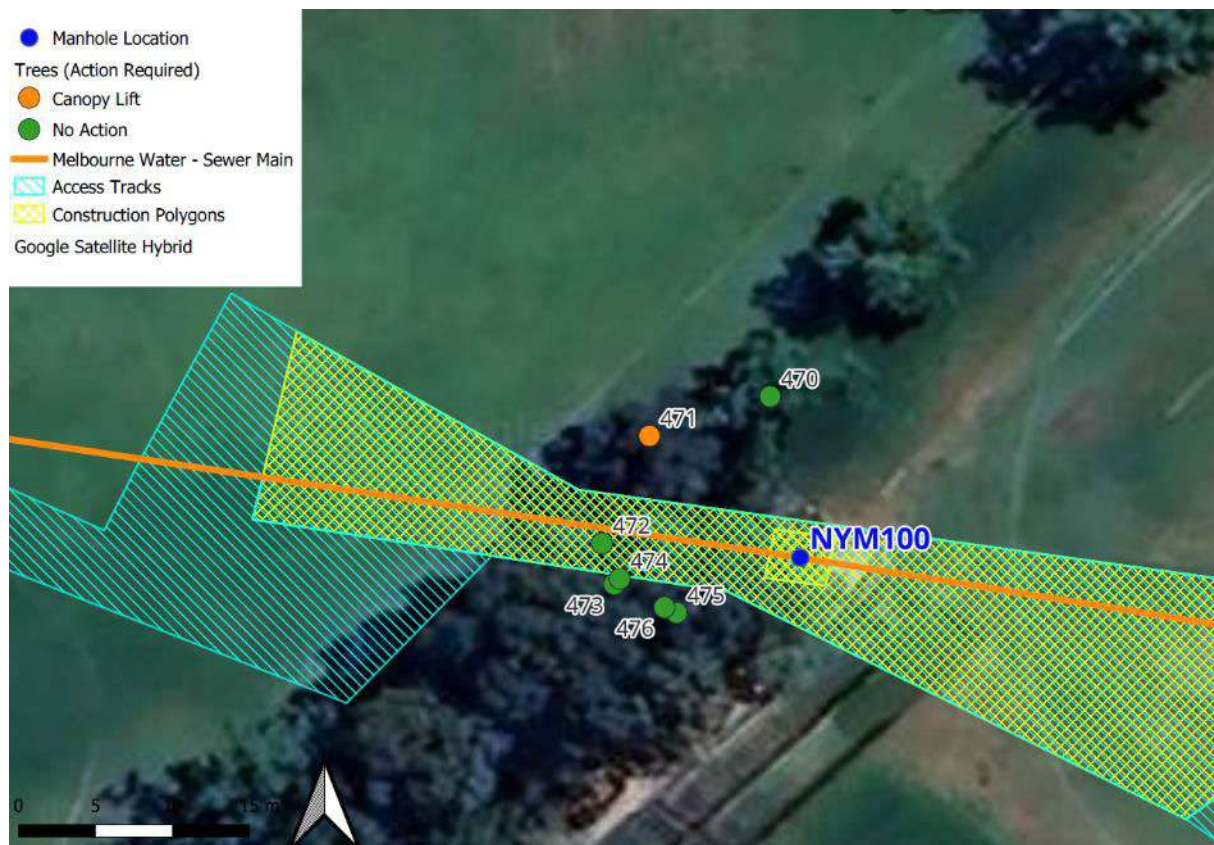 Manhole Location
Trees (Action Required)
Canopy Lift
No Action
Melbourne Water - Sewer Main
Access Tracks
Construction Polygons
Google Satellite Hybrid
470
471
472
NYM100
474
473
475
476
0 5 10 15 m